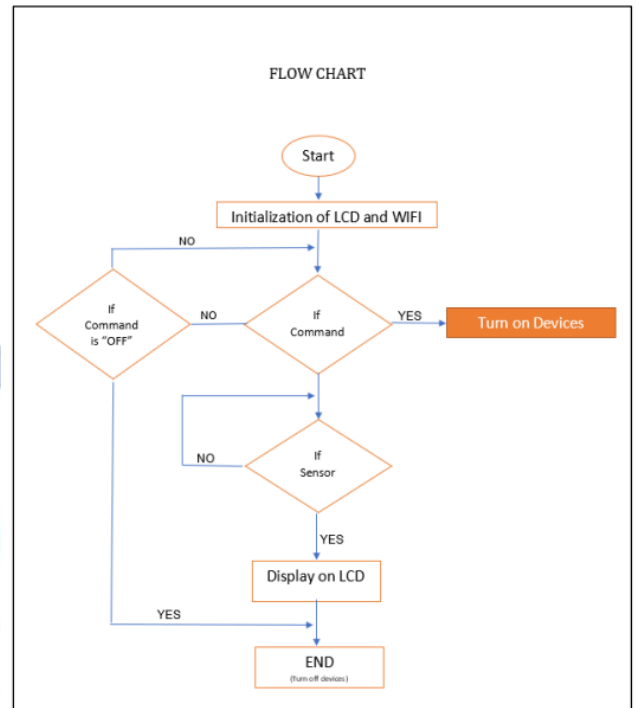 FLOW CHART
Start
Initialization of LCD and WIFI
NO
If
Command
is “OFF”
NO
If
Command
YES
Turn on Devices
NO
If
Sensor
YES
Display on LCD
YES
END
(Turn off devices)